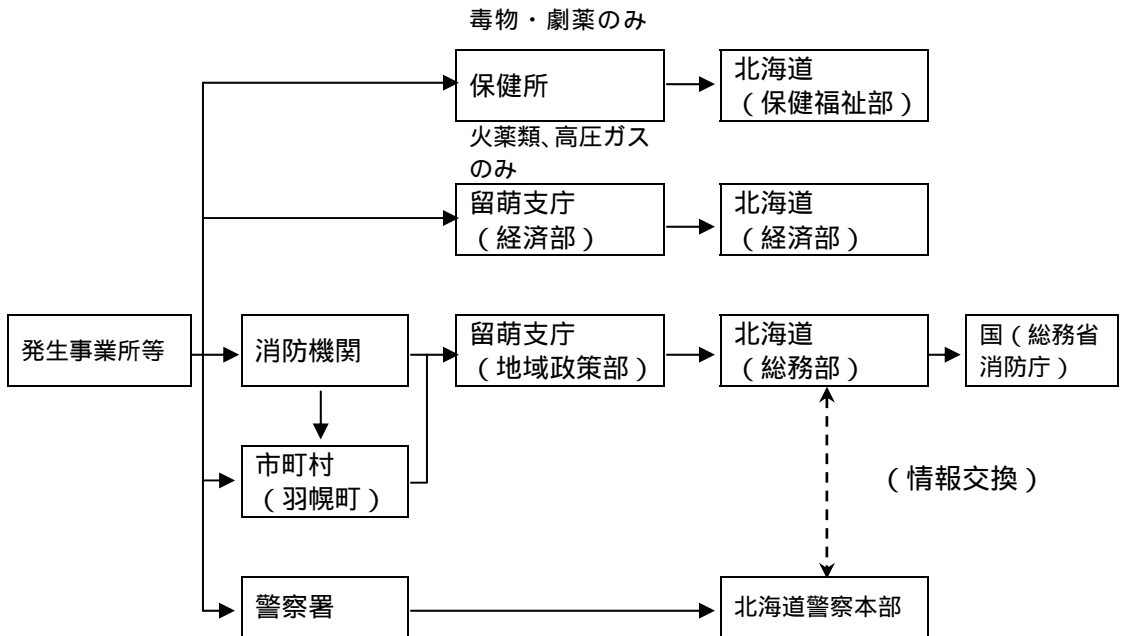 毒物・劇薬のみ
保健所
北海道
（保健福祉部）
火薬類、高圧ガス
のみ
留萌支庁
（経済部）
北海道
（経済部）
発生事業所等
消防機関
留萌支庁
（地域政策部）
北海道
（総務部）
国（総務省
消防庁）
市町村
（羽幌町）
（情報交換）
警察署
北海道警察本部